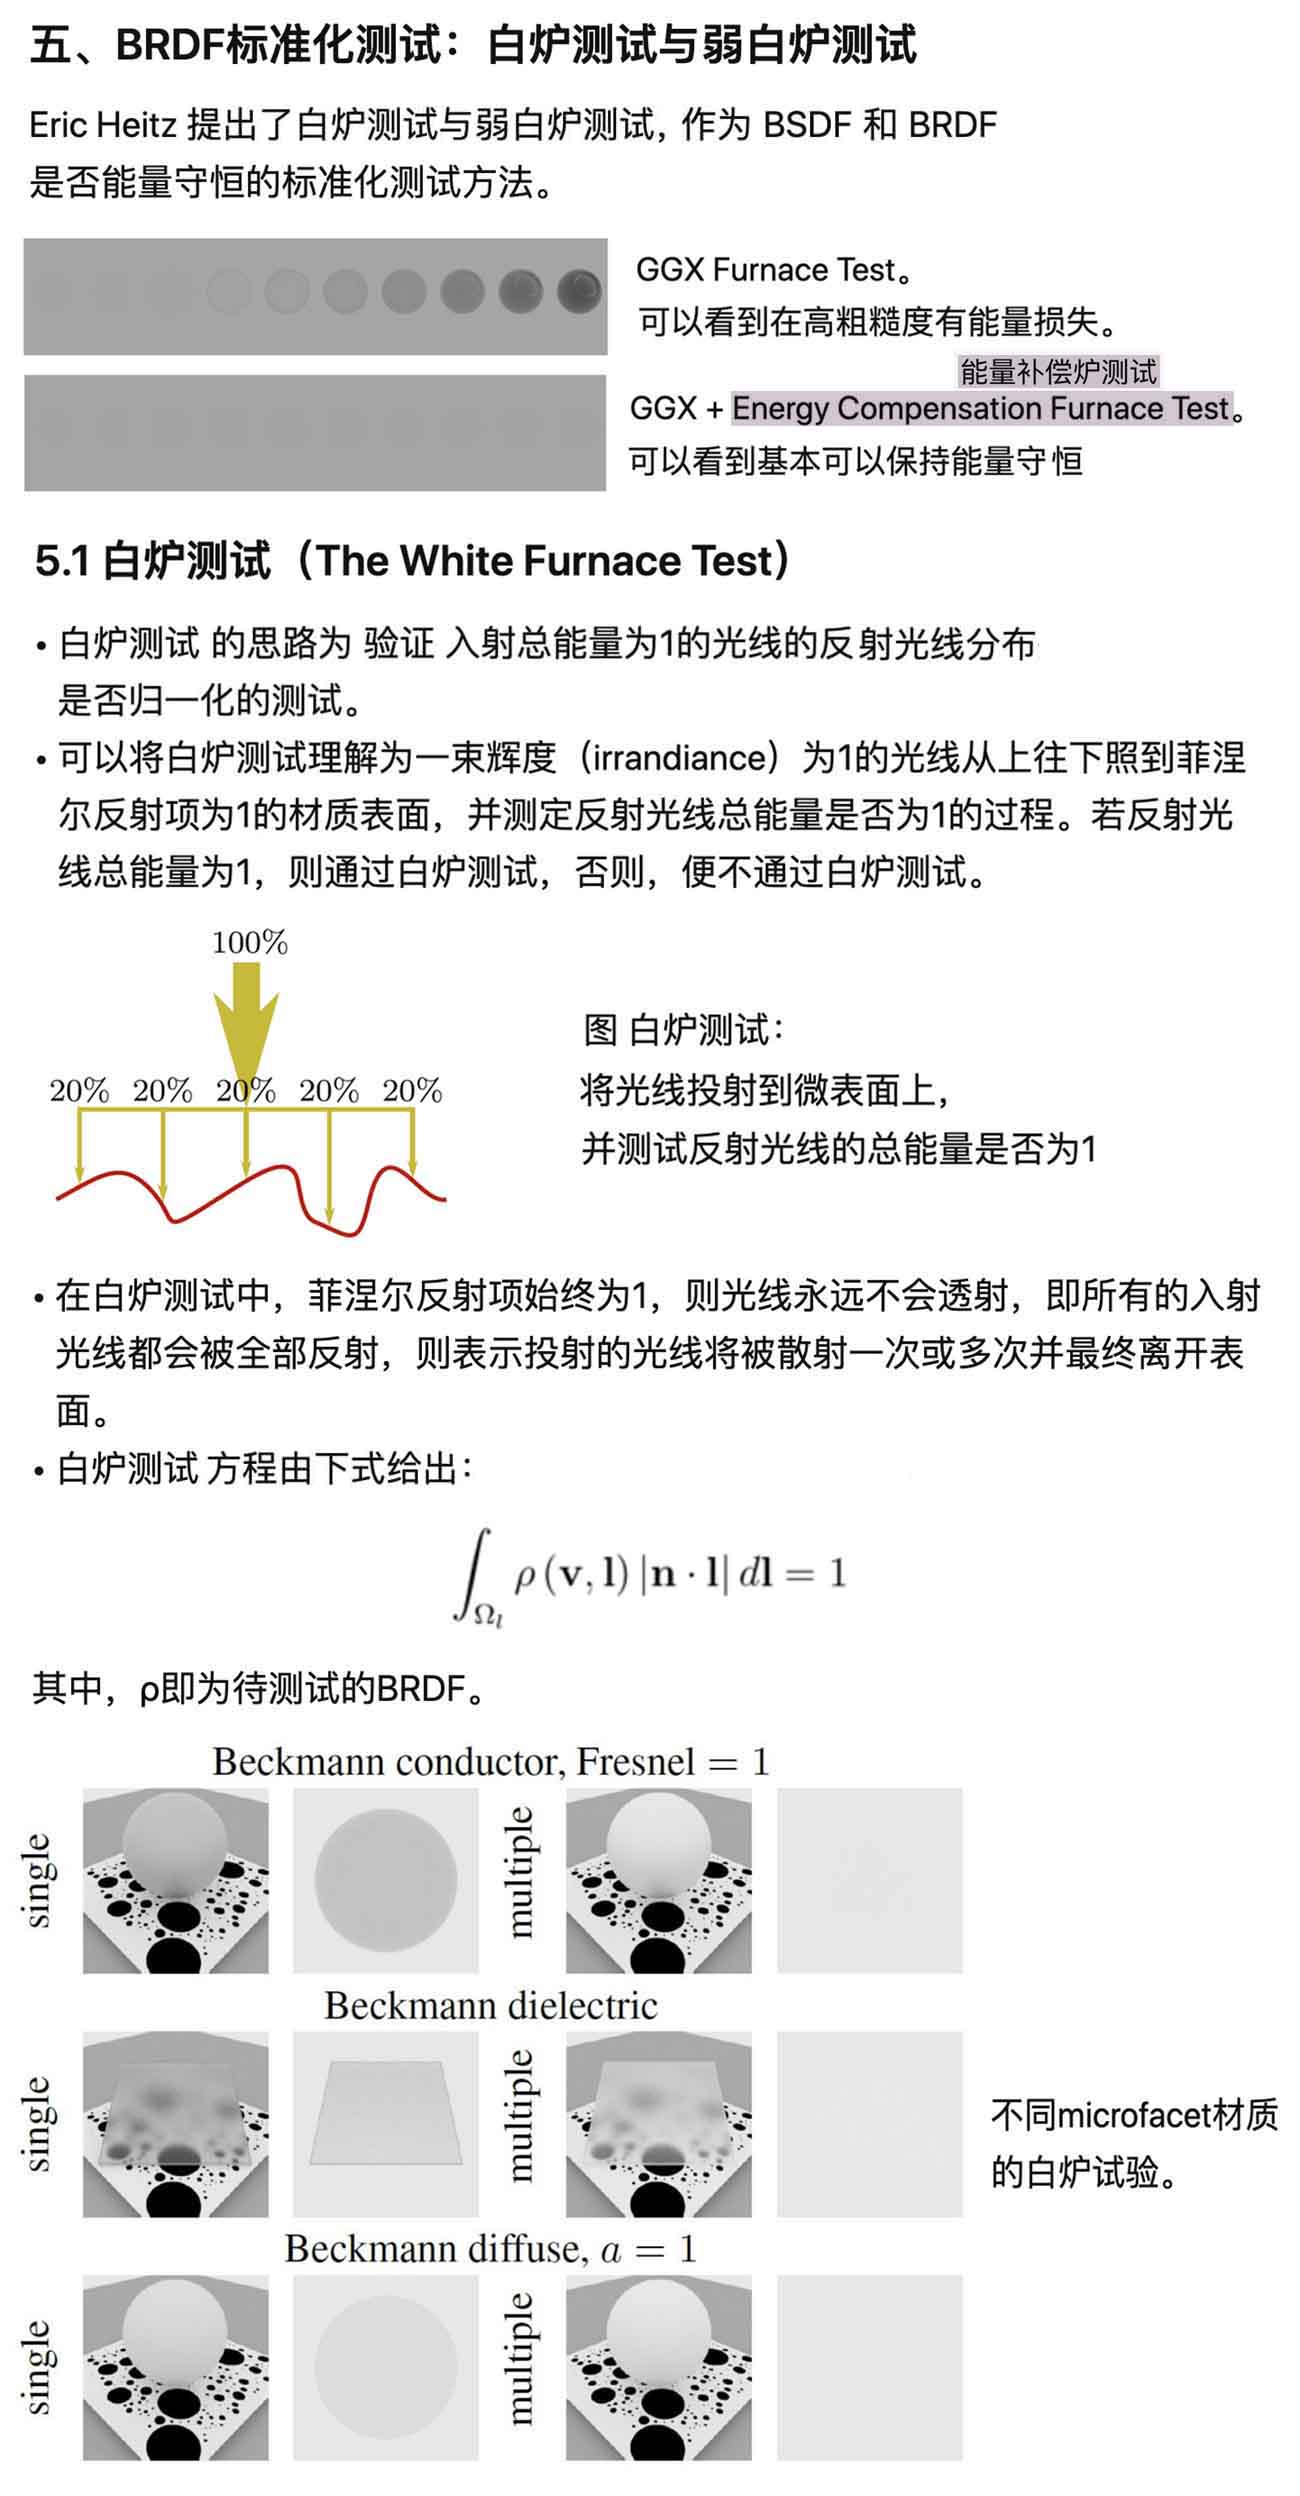 五、BRDF标准化测试：白炉测试与弱白炉测试
Eric Heitz 提出了白炉测试与弱白炉测试，作为 BSDF 和 BRDF
是否能量守恒的标准化测试方法。
GGX Furnace Test。
可以看到在高粗糙度有能量损失。
能量补偿炉测试
GGX + Energy Compensation Furnace Test。
可以看到基本可以保持能量守恒
5.1 白炉测试（The White Furnace Test）
• 白炉测试 的思路为 验证 入射总能量为1的光线的反射光线分布
是否归一化的测试。
• 可以将白炉测试理解为一束辉度（irrandiance）为1的光线从上往下照到菲涅
尔反射项为1的材质表面，并测定反射光线总能量是否为1的过程。若反射光
线总能量为1，则通过白炉测试，否则，便不通过白炉测试。
100%
20% 20% 20% 20% 20%
图 白炉测试：
将光线投射到微表面上，
并测试反射光线的总能量是否为1
• 在白炉测试中，菲涅尔反射项始终为1，则光线永远不会透射，即所有的入射
光线都会被全部反射，则表示投射的光线将被散射一次或多次并最终离开表
面。
• 白炉测试 方程由下式给出：
∫_{Ω_l} ρ (v, l) |n · l| dl = 1
其中，ρ即为待测试的BRDF。
Beckmann conductor, Fresnel = 1
single
multiple
Beckmann dielectric
single
multiple
不同microfacet材质
的白炉试验。
Beckmann diffuse, a = 1
single
multiple